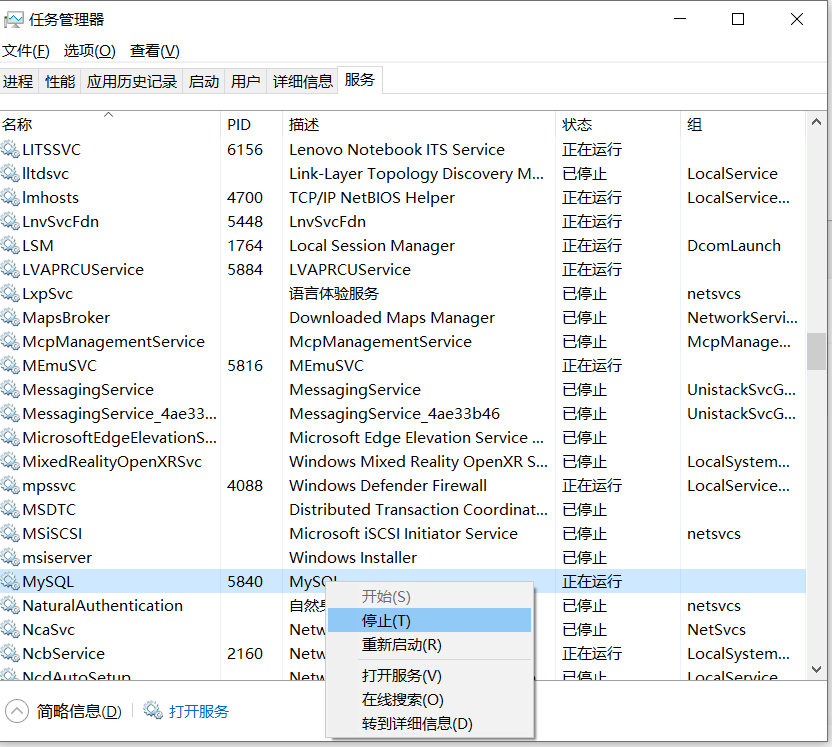 任务管理器
文件(F) 选项(O) 查看(V)
进程 性能 应用历史记录 启动 用户 详细信息 服务
名称 PID 描述 状态 组
LITSSVC 6156 Lenovo Notebook ITS Service 正在运行
lltdsvc Link-Layer Topology Discovery M... 已停止 LocalService
lmhosts 4700 TCP/IP NetBIOS Helper 正在运行 LocalService...
LnvSvcFdn 5448 LnvSvcFdn 正在运行
LSM 1764 Local Session Manager 正在运行 DcomLaunch
LVAPRCUService 5884 LVAPRCUService 正在运行
LxpSvc 语言体验服务 已停止 netsvcs
MapsBroker Downloaded Maps Manager 已停止 NetworkServi...
McpManagementService McpManagementService 已停止 McpManage...
MEmuSVC 5816 MEmuSVC 正在运行
MessagingService MessagingService 已停止 UnistackSvcG...
MessagingService_4ae33... MessagingService_4ae33b46 已停止 UnistackSvcG...
MicrosoftEdgeElevationS... Microsoft Edge Elevation Service ... 已停止
MixedRealityOpenXRSvc Windows Mixed Reality OpenXR S... 已停止 LocalSystem...
mpssvc 4088 Windows Defender Firewall 正在运行 LocalService...
MSDTC Distributed Transaction Coordinat... 已停止
MSiSCSI Microsoft iSCSI Initiator Service 已停止 netsvcs
msiserver Windows Installer 已停止
MySQL 5840 MySQL 正在运行
开始(S)
NaturalAuthentication 自然 已停止 netsvcs
停止(T)
NcaSvc Netw 已停止 NetSvcs
重新启动(R)
NcbService 2160 Netw 正在运行 LocalSystem...
打开服务(V)
NcdAutoSetup Netw 已停止 LocalService
在线搜索(O)
转到详细信息(D)
简略信息(D) 打开服务